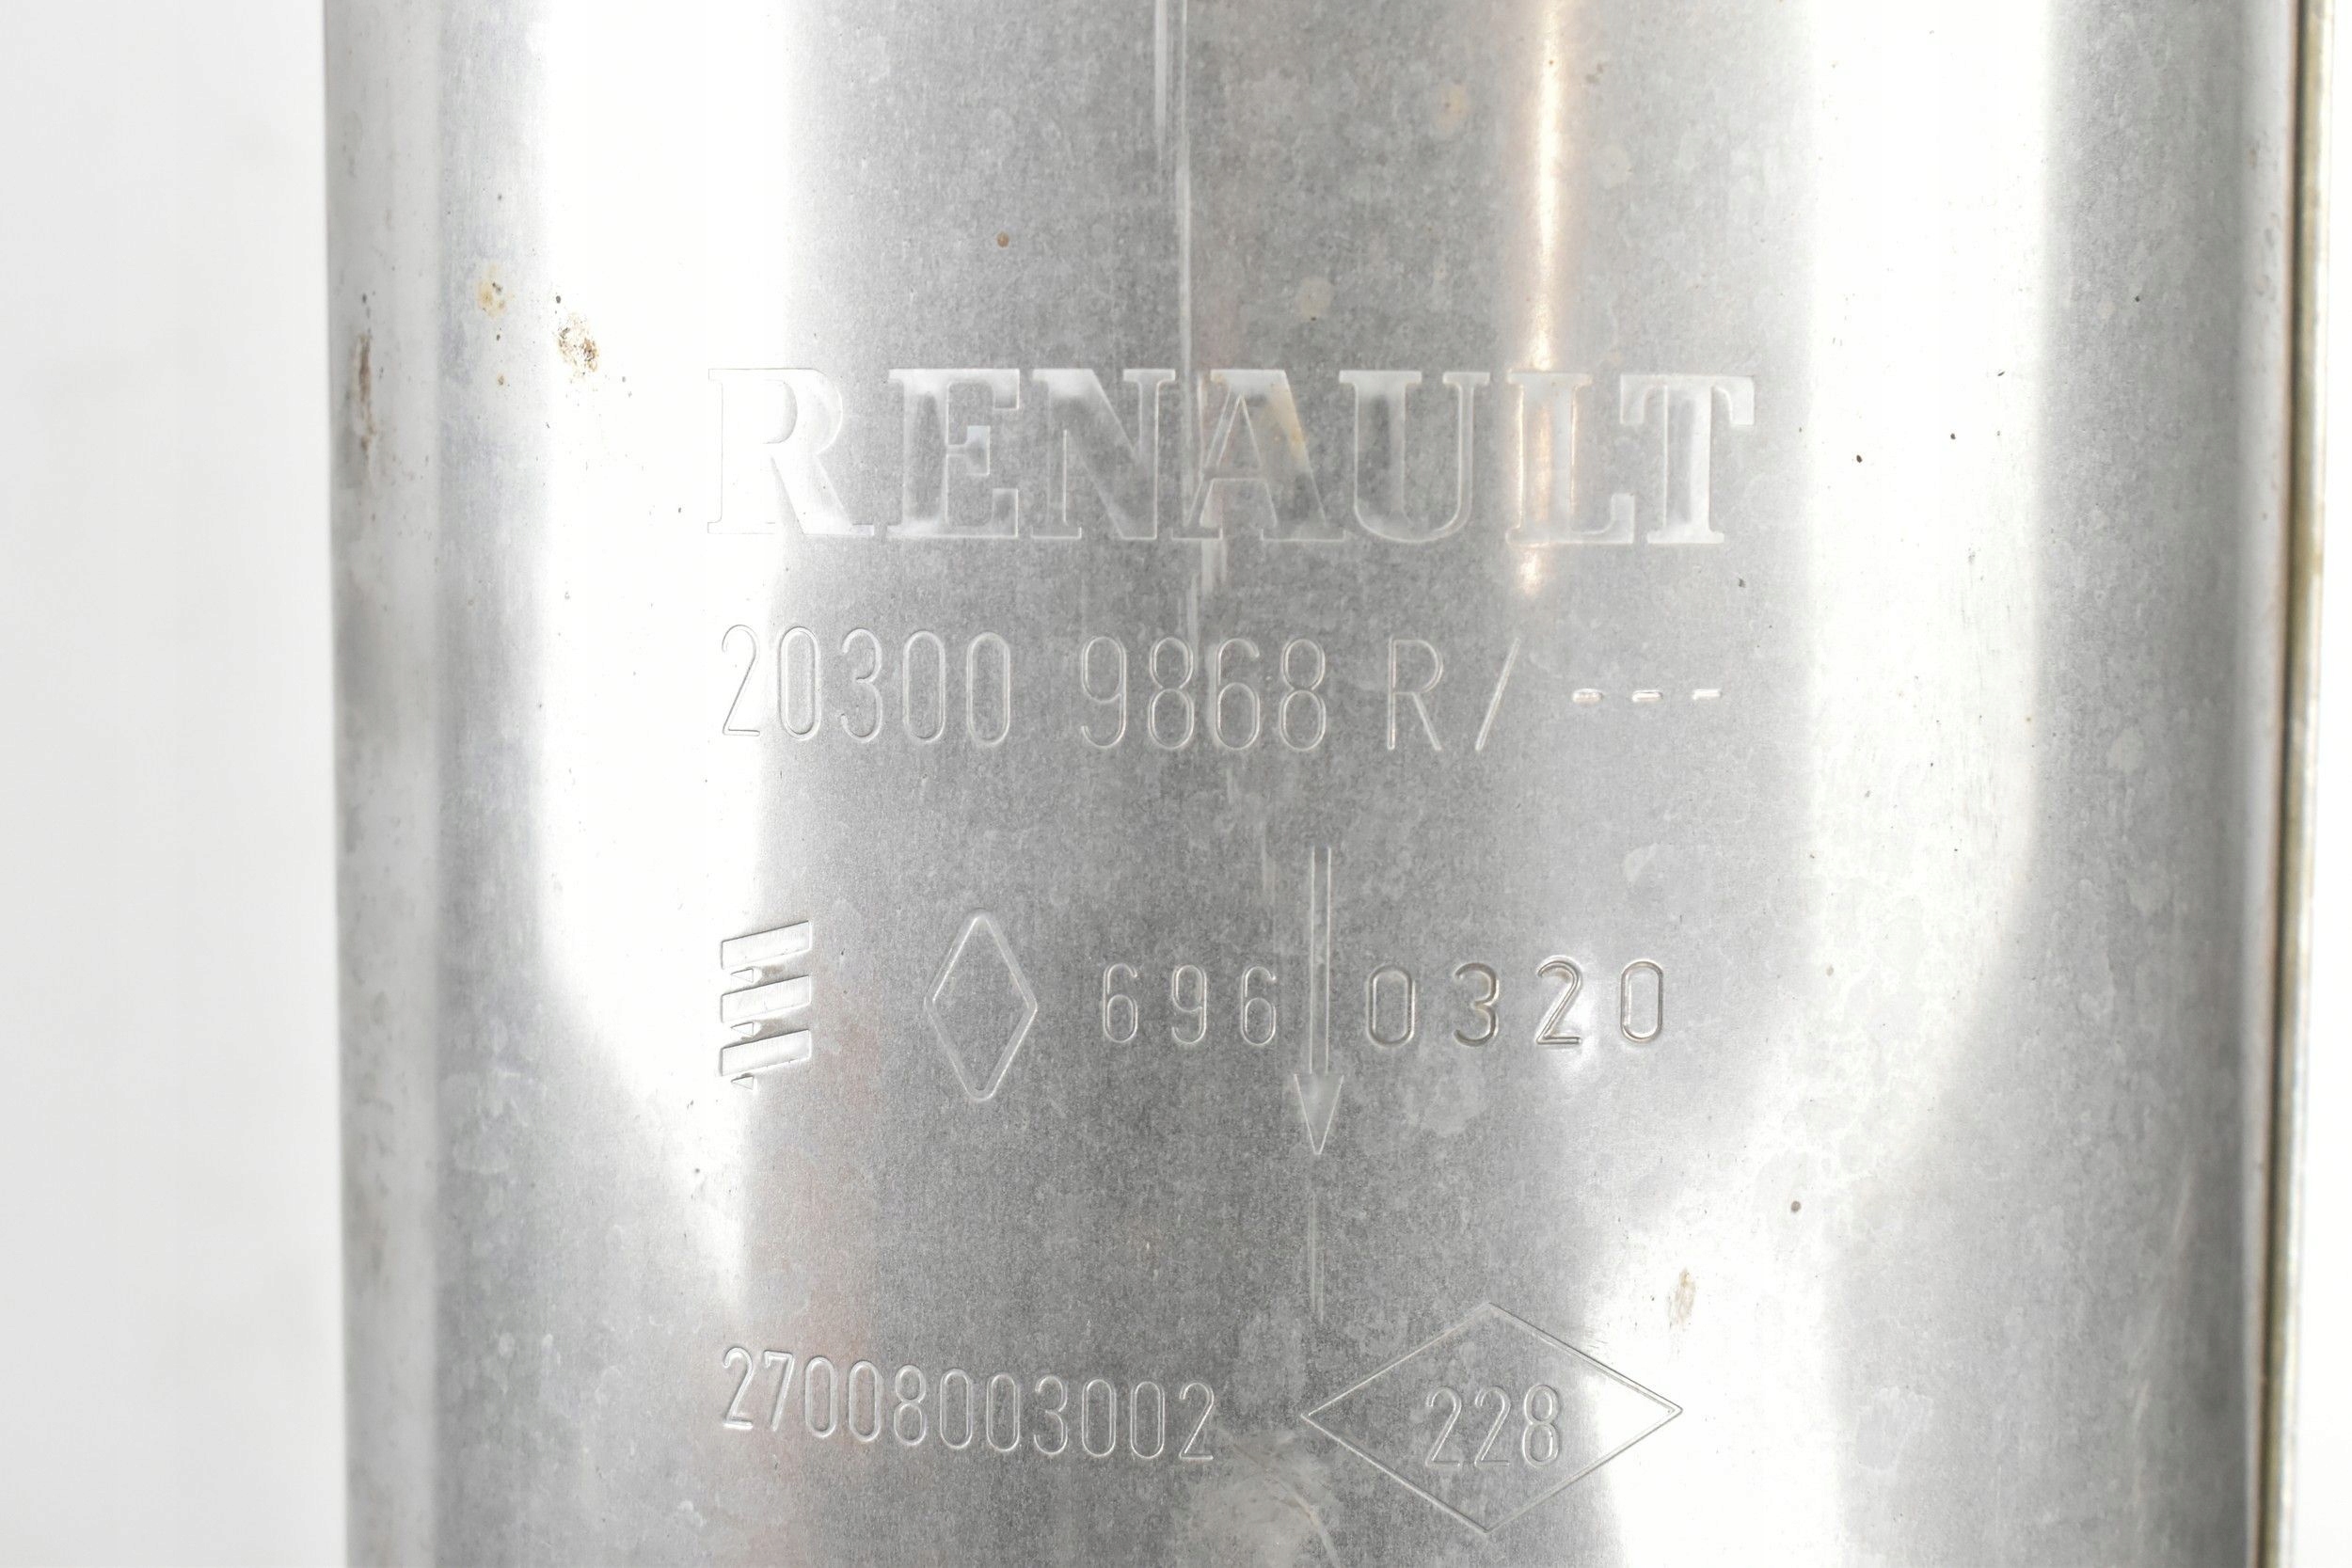 RENAULT
20300 9868 R/ ---
696 0320
27008003002 228